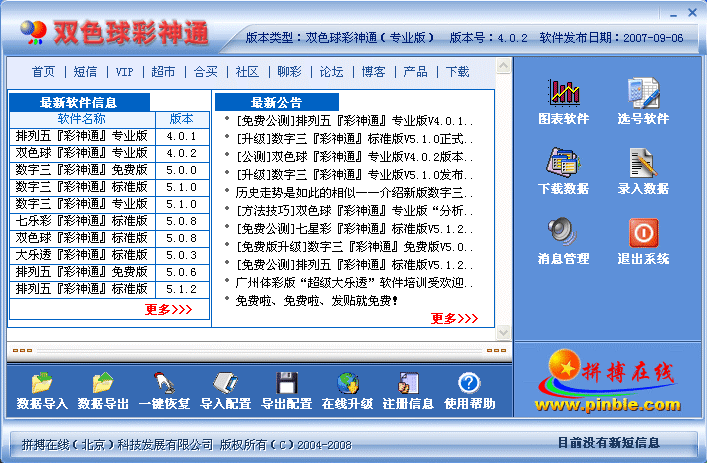 双色球彩神通
版本类型：双色球彩神通（专业版） 版本号：4.0.2 软件发布日期：2007-09-06
首页 | 短信 | VIP | 超市 | 合买 | 社区 | 聊彩 | 论坛 | 博客 | 产品 | 下载
最新软件信息
软件名称 版本
排列五『彩神通』专业版 4.0.1
双色球『彩神通』专业版 4.0.2
数字三『彩神通』免费版 5.0.0
数字三『彩神通』标准版 5.1.0
数字三『彩神通』专业版 5.1.0
七乐彩『彩神通』标准版 5.0.8
双色球『彩神通』标准版 5.0.8
大乐透『彩神通』标准版 5.0.3
排列五『彩神通』免费版 5.0.6
排列五『彩神通』标准版 5.1.2
更多>>>
最新公告
[免费公测]排列五『彩神通』专业版V4.0.1..
[升级]数字三『彩神通』标准版V5.1.0正式..
[公测]双色球『彩神通』专业版V4.0.2版本..
[升级]数字三『彩神通』专业版V5.1.0发布..
历史走势是如此的相似——介绍新版数字三..
[方法技巧]双色球『彩神通』专业版“分析..
[免费公测]七星彩『彩神通』标准版V5.1.2..
[免费版升级]数字三『彩神通』免费版V5.0..
[免费公测]排列五『彩神通』标准版V5.1.2..
广州体彩版“超级大乐透”软件培训受欢迎..
免费啦、免费啦、发贴就免费！
更多>>>
图表软件 选号软件
下载数据 录入数据
消息管理 退出系统
数据导入 数据导出 一键恢复 导入配置 导出配置 在线升级 注册信息 使用帮助
拼搏在线
www.pinble.com
拼搏在线（北京）科技发展有限公司 版权所有（C）2004-2008
目前没有新短信息